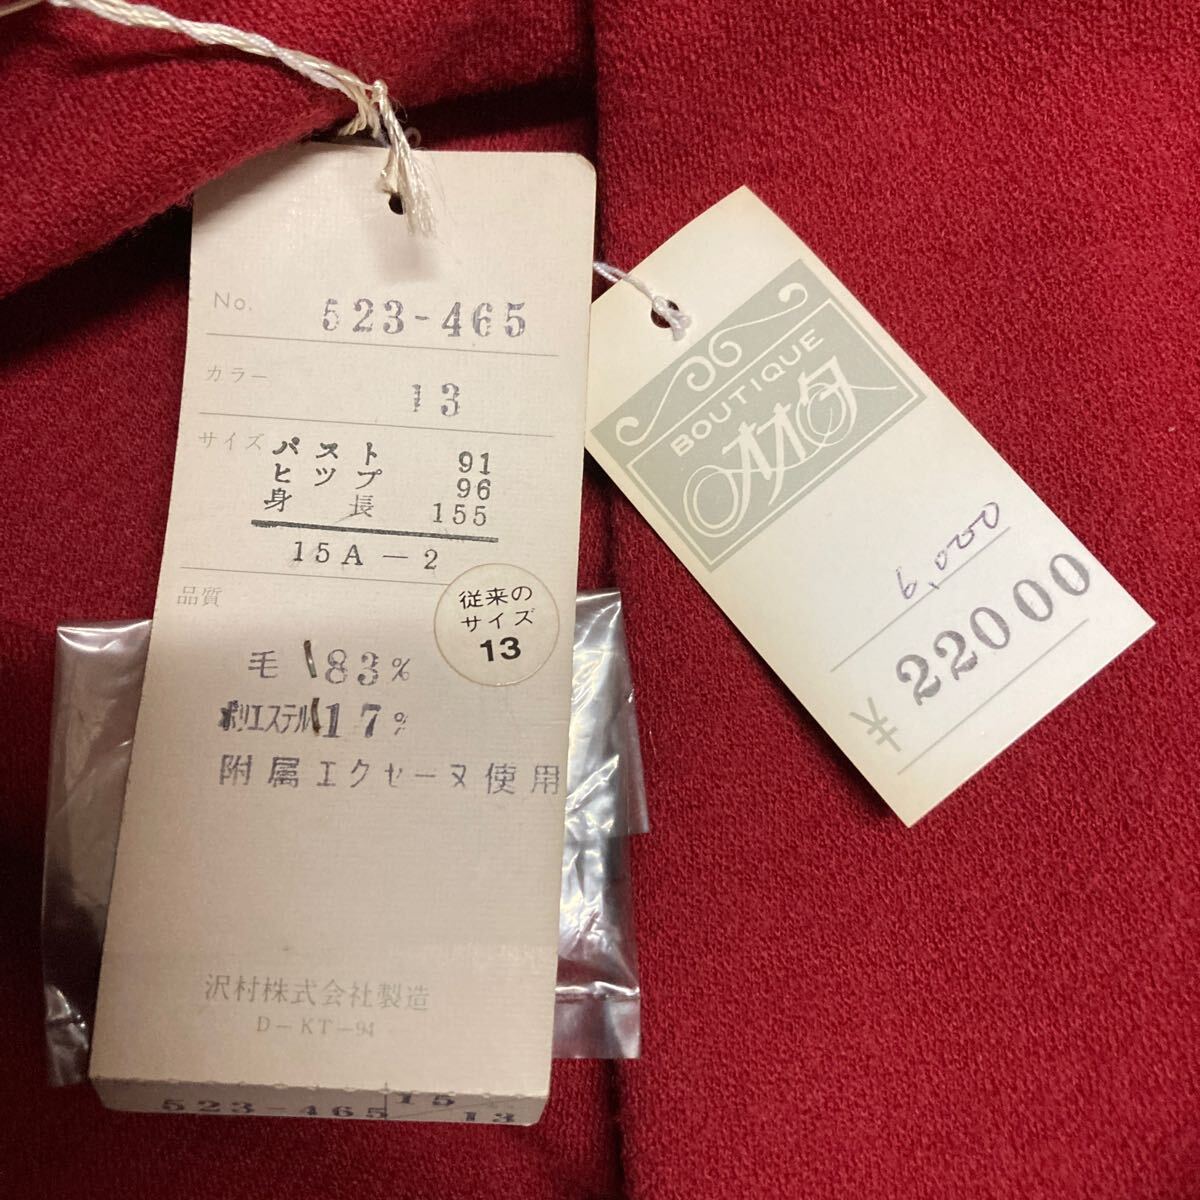 No. 523-465
カラー 13
サイズ バスト 91
ヒップ 96
身長 155
15A-2
品質
従来の
サイズ
13
毛 83%
ポリエステル 17%
附属エクセーヌ使用
沢村株式会社製造
D-KT-94
523-465 15/13
BOUTIQUE
6,000
¥22000